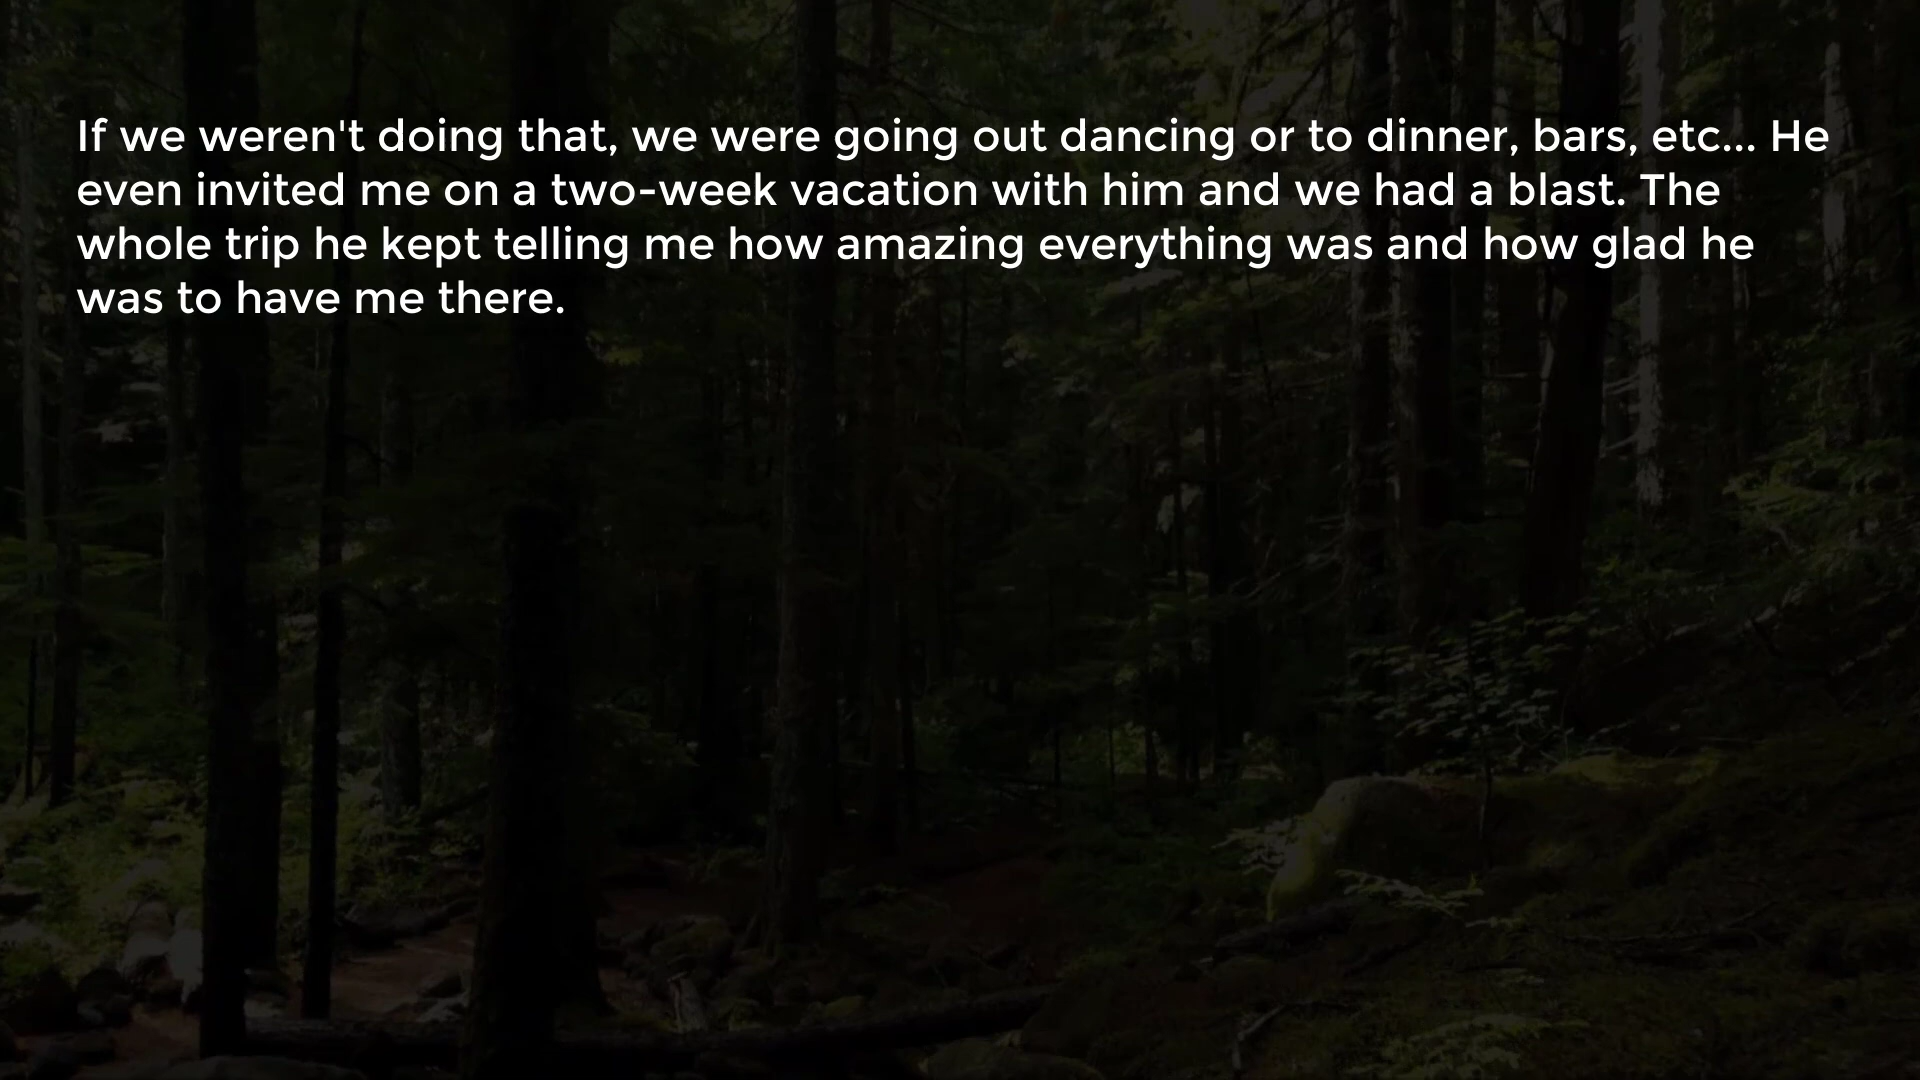 If we weren't doing that, we were going out dancing or to dinner, bars, etc... He
even invited me on a two-week vacation with him and we had a blast. The
whole trip he kept telling me how amazing everything was and how glad he
was to have me there.